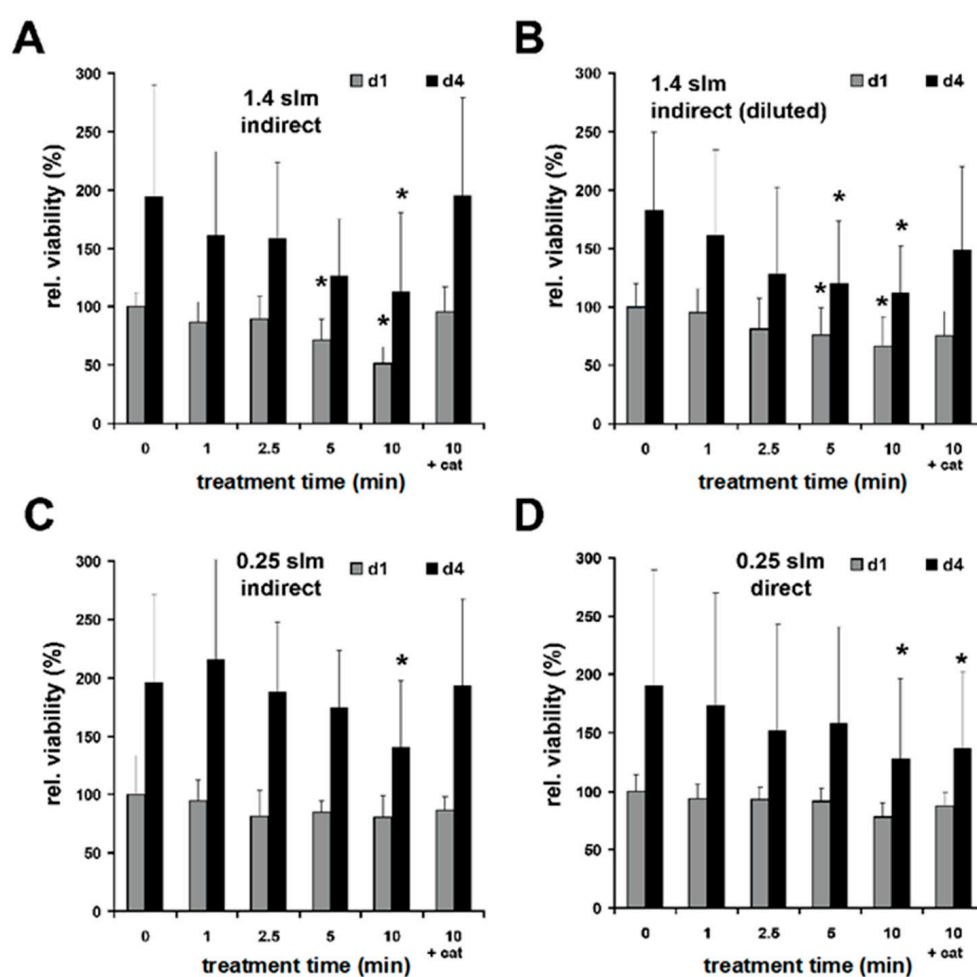 A
1.4 slm
indirect
d1 d4
rel. viability (%)
300
250
200
150
100
50
0
* * *
0 1 2.5 5 10 10
+ cat
treatment time (min)
B
1.4 slm
indirect (diluted)
d1 d4
rel. viability (%)
300
250
200
150
100
50
0
* * * *
0 1 2.5 5 10 10
+ cat
treatment time (min)
C
0.25 slm
indirect
d1 d4
rel. viability (%)
300
250
200
150
100
50
0
*
0 1 2.5 5 10 10
+ cat
treatment time (min)
D
0.25 slm
direct
d1 d4
rel. viability (%)
300
250
200
150
100
50
0
* *
0 1 2.5 5 10 10
+ cat
treatment time (min)